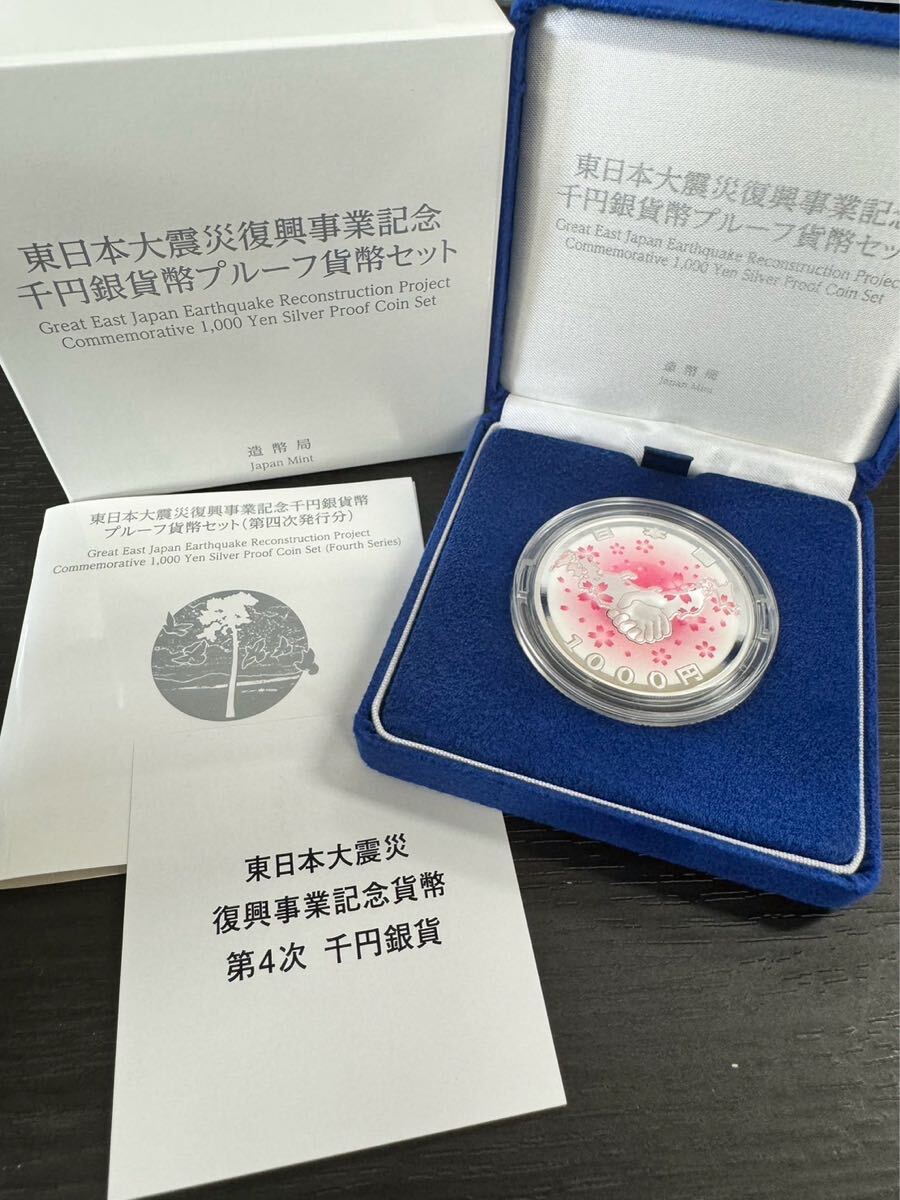 東日本大震災復興事業記念
千円銀貨幣プルーフ貨幣セット
Great East Japan Earthquake Reconstruction Project
Commemorative 1,000 Yen Silver Proof Coin Set
造幣局
Japan Mint
東日本大震災復興事業記念
千円銀貨幣プルーフ貨幣セッ
Great East Japan Earthquake Reconstruction Project
Commemorative 1,000 Yen Silver Proof Coin Set
造幣局
Japan Mint
東日本大震災復興事業記念千円銀貨幣
プルーフ貨幣セット(第四次発行分)
Great East Japan Earthquake Reconstruction Project
Commemorative 1,000 Yen Silver Proof Coin Set (Fourth Series)
日本国
1000円
東日本大震災
復興事業記念貨幣
第4次 千円銀貨